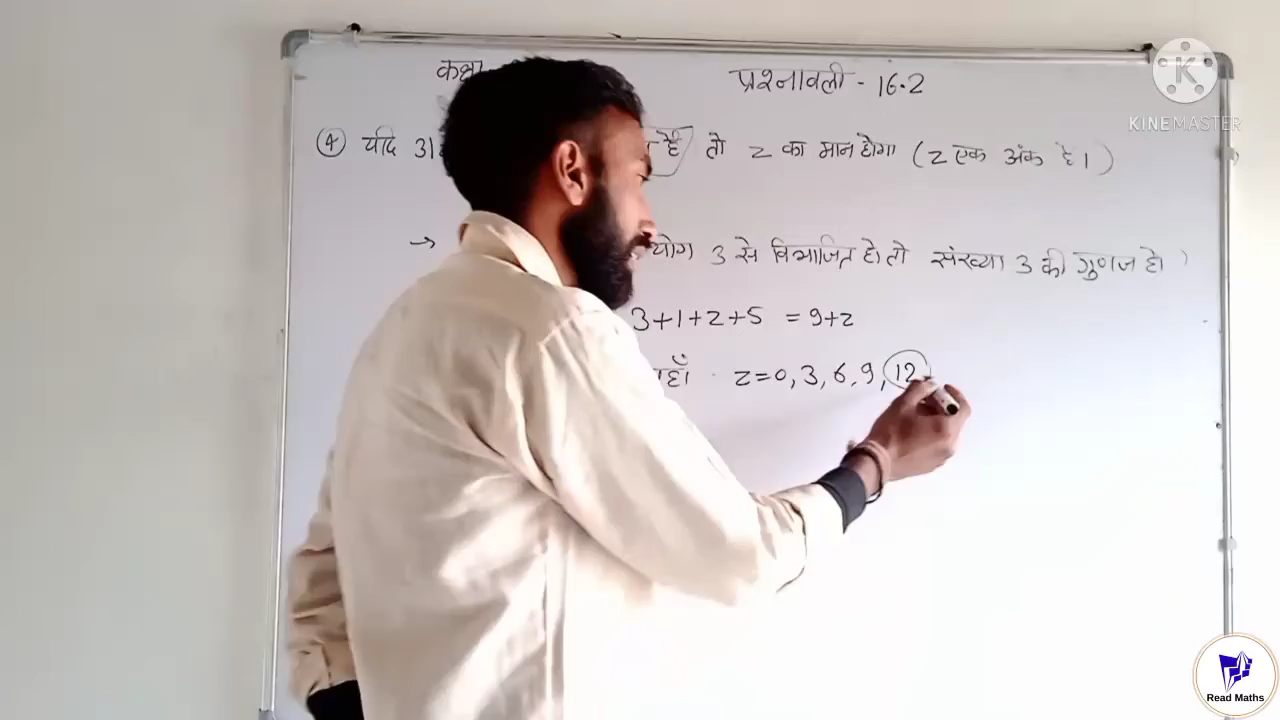 कक्षा प्रश्नावली - 16.2
KINEMASTER
(4) यदि 31 है तो z का मान होगा (z एक अंक है।)
→ योग 3 से विभाजित हो तो संख्या 3 की गुणज हो
3+1+z+5 = 9+z
z=0, 3, 6, 9, 12
Read Maths